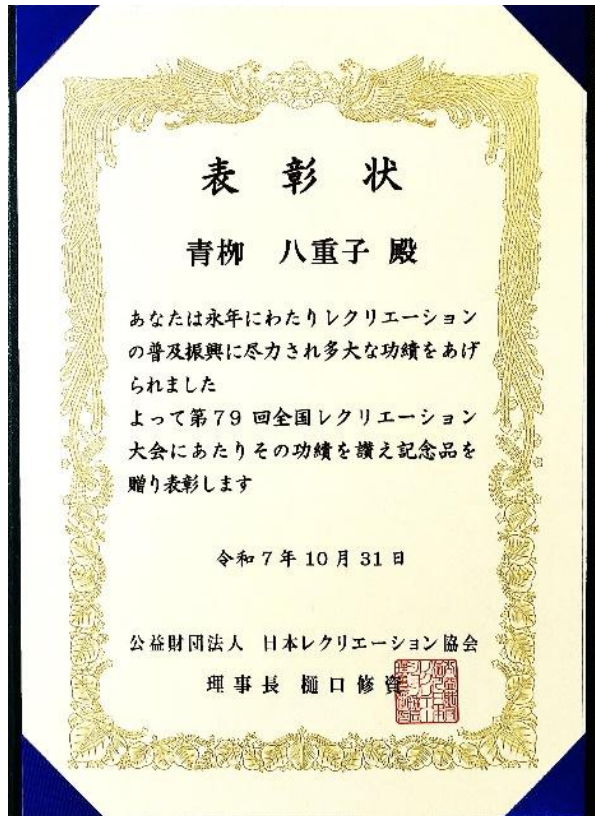 表彰状
青柳 八重子 殿
あなたは永年にわたりレクリエーション
の普及振興に尽力され多大な功績をあげ
られました
よって第79回全国レクリエーション
大会にあたりその功績を讃え記念品を
贈り表彰します
令和7年10月31日
公益財団法人 日本レクリエーション協会
理事長 樋口修資